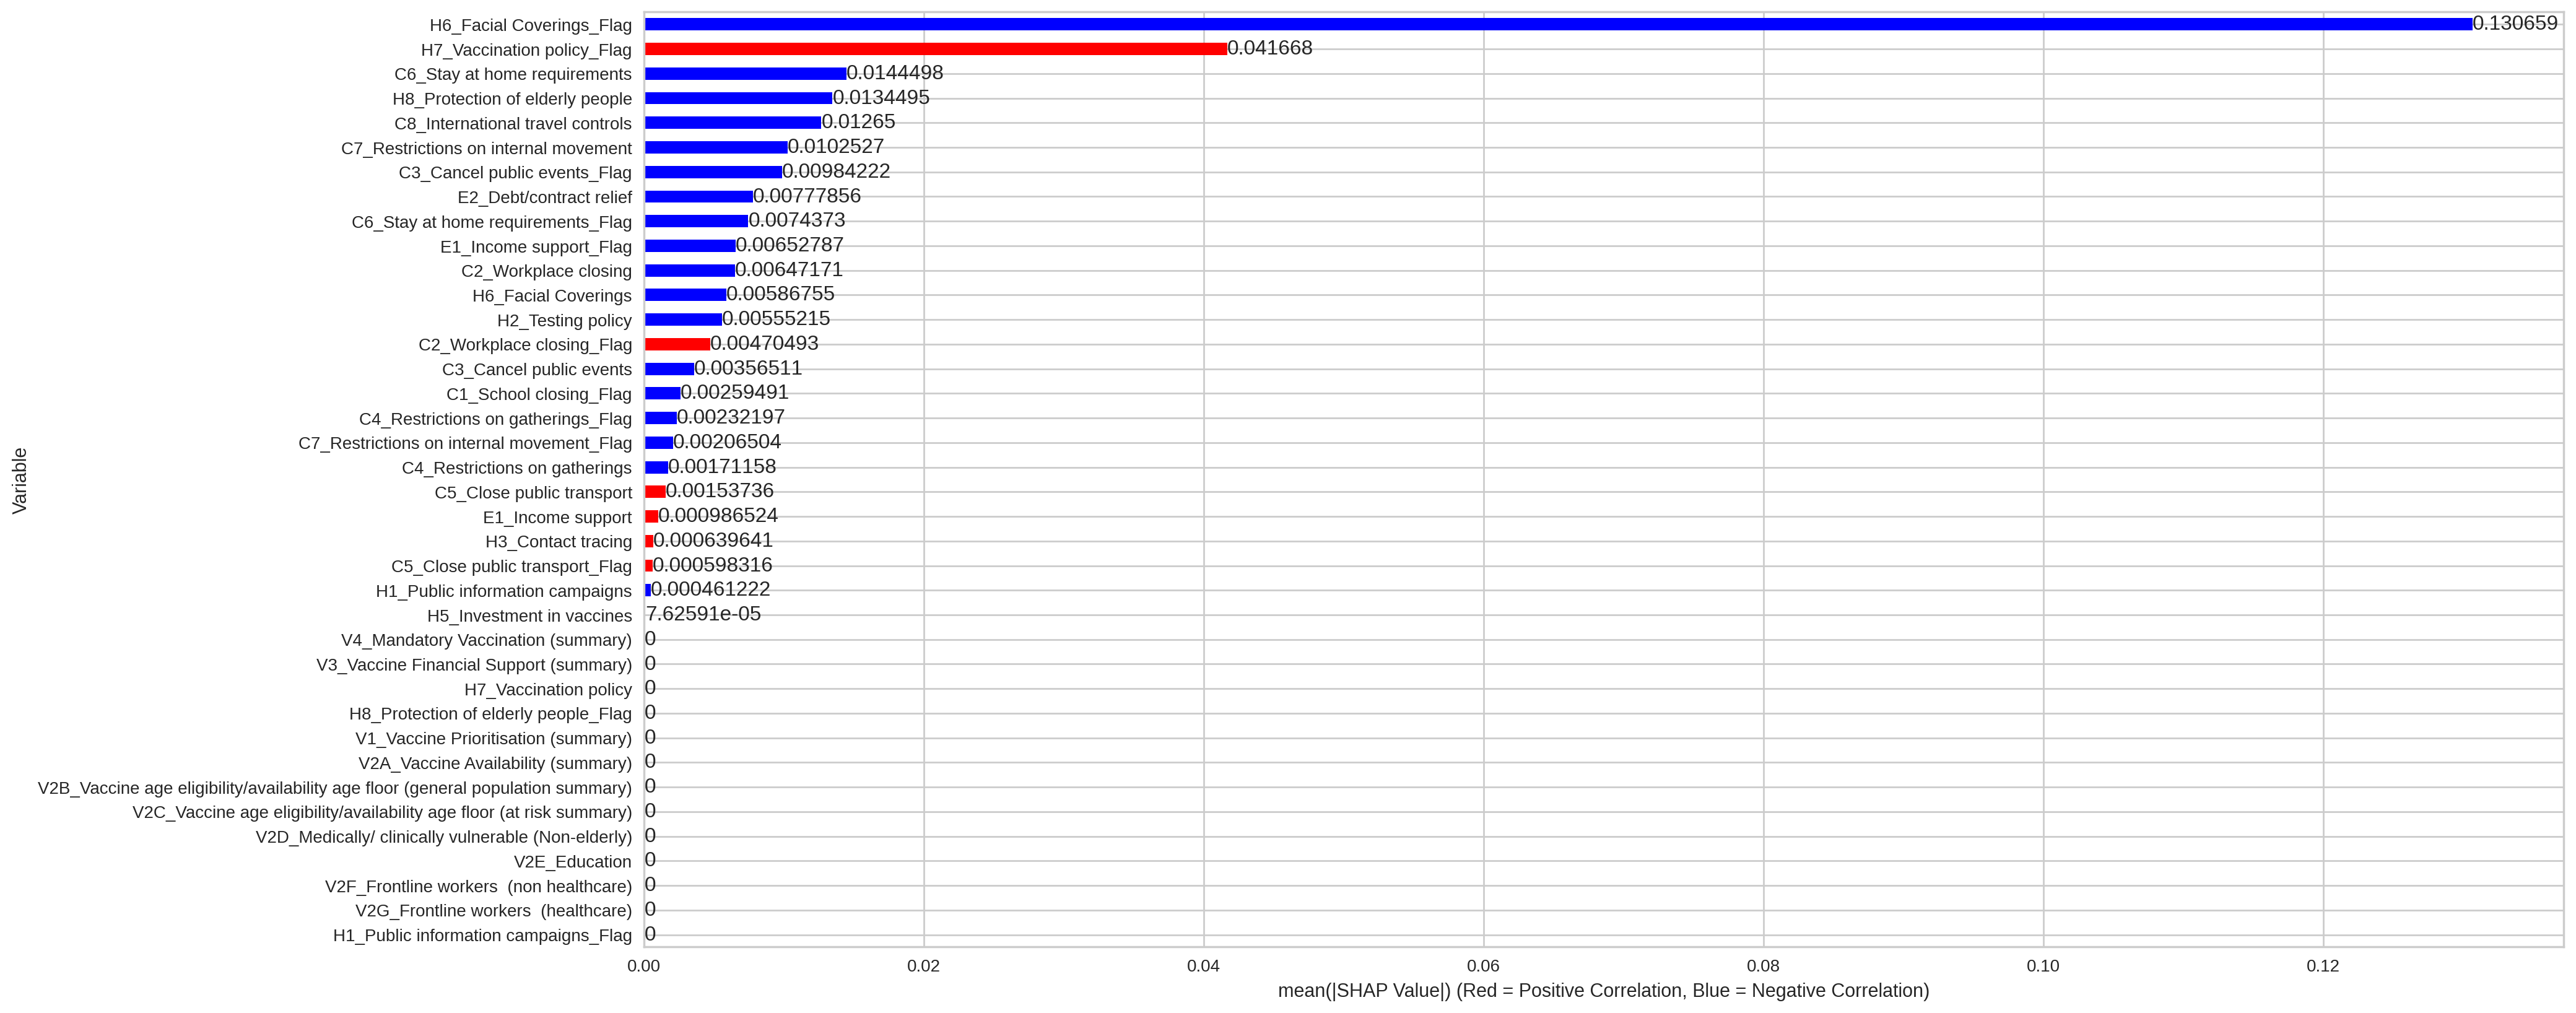 H6_Facial Coverings_Flag 0.130659
H7_Vaccination policy_Flag 0.041668
C6_Stay at home requirements 0.0144498
H8_Protection of elderly people 0.0134495
C8_International travel controls 0.01265
C7_Restrictions on internal movement 0.0102527
C3_Cancel public events_Flag 0.00984222
E2_Debt/contract relief 0.00777856
C6_Stay at home requirements_Flag 0.0074373
E1_Income support_Flag 0.00652787
C2_Workplace closing 0.00647171
H6_Facial Coverings 0.00586755
H2_Testing policy 0.00555215
C2_Workplace closing_Flag 0.00470493
C3_Cancel public events 0.00356511
C1_School closing_Flag 0.00259491
C4_Restrictions on gatherings_Flag 0.00232197
C7_Restrictions on internal movement_Flag 0.00206504
C4_Restrictions on gatherings 0.00171158
C5_Close public transport 0.00153736
E1_Income support 0.000986524
H3_Contact tracing 0.000639641
C5_Close public transport_Flag 0.000598316
H1_Public information campaigns 0.000461222
H5_Investment in vaccines 7.62591e-05
V4_Mandatory Vaccination (summary) 0
V3_Vaccine Financial Support (summary) 0
H7_Vaccination policy 0
H8_Protection of elderly people_Flag 0
V1_Vaccine Prioritisation (summary) 0
V2A_Vaccine Availability (summary) 0
V2B_Vaccine age eligibility/availability age floor (general population summary) 0
V2C_Vaccine age eligibility/availability age floor (at risk summary) 0
V2D_Medically/ clinically vulnerable (Non-elderly) 0
V2E_Education 0
V2F_Frontline workers  (non healthcare) 0
V2G_Frontline workers  (healthcare) 0
H1_Public information campaigns_Flag 0
Variable
0.00 0.02 0.04 0.06 0.08 0.10 0.12
mean(|SHAP Value|) (Red = Positive Correlation, Blue = Negative Correlation)